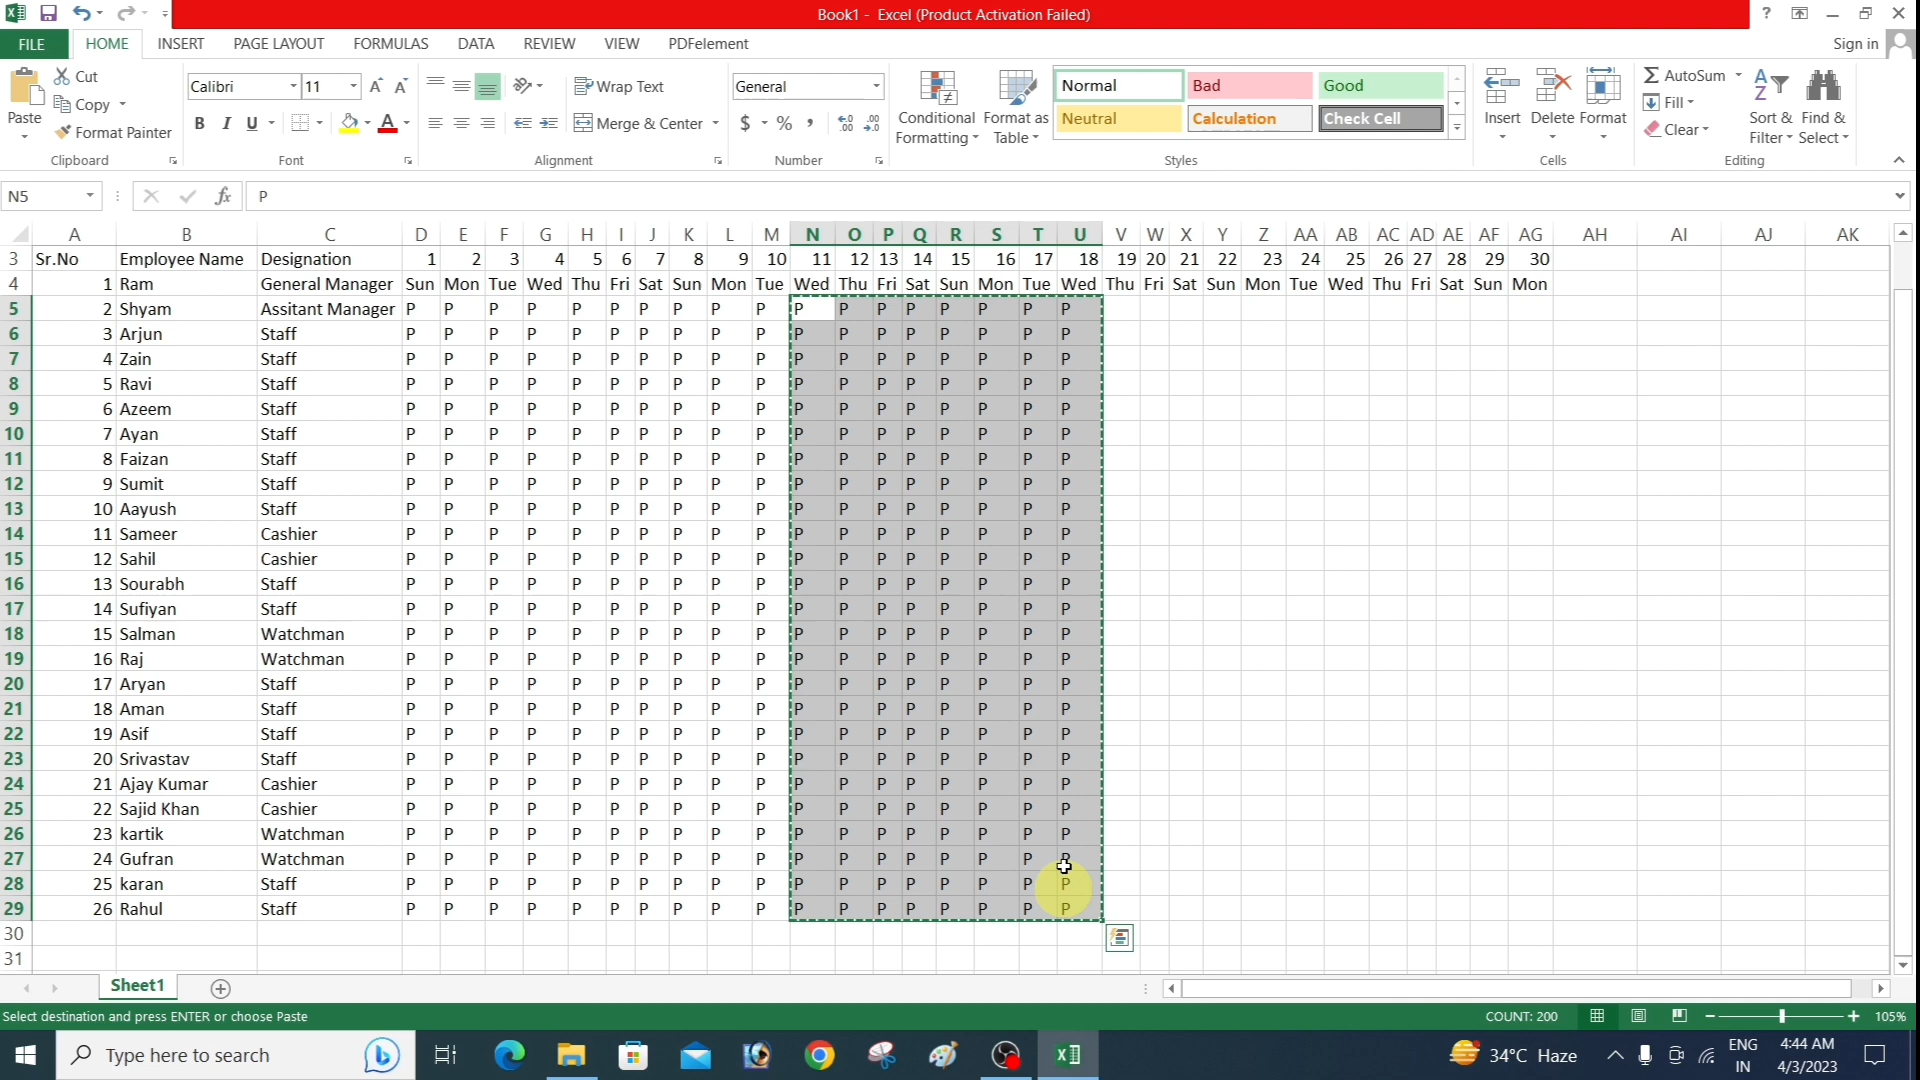 Book1 - Excel (Product Activation Failed)
FILE HOME INSERT PAGE LAYOUT FORMULAS DATA REVIEW VIEW PDFelement Sign in
Paste Cut Copy Format Painter Clipboard
Calibri 11 B I U Font
Wrap Text Merge & Center Alignment
General $ % , Number
Conditional Formatting Format as Table
Normal Bad Good
Neutral Calculation Check Cell
Styles
Insert Delete Format Cells
AutoSum Fill Clear Sort & Filter Find & Select Editing
N5 fx P
A B C D E F G H I J K L M N O P Q R S T U V W X Y Z AA AB AC AD AE AF AG AH AI AJ AK
3 Sr.No Employee Name Designation 1 2 3 4 5 6 7 8 9 10 11 12 13 14 15 16 17 18 19 20 21 22 23 24 25 26 27 28 29 30
4 1 Ram General Manager Sun Mon Tue Wed Thu Fri Sat Sun Mon Tue Wed Thu Fri Sat Sun Mon Tue Wed Thu Fri Sat Sun Mon Tue Wed Thu Fri Sat Sun Mon
5 2 Shyam Assitant Manager P P P P P P P P P P P P P P P P P P
6 3 Arjun Staff P P P P P P P P P P P P P P P P P P
7 4 Zain Staff P P P P P P P P P P P P P P P P P P
8 5 Ravi Staff P P P P P P P P P P P P P P P P P P
9 6 Azeem Staff P P P P P P P P P P P P P P P P P P
10 7 Ayan Staff P P P P P P P P P P P P P P P P P P
11 8 Faizan Staff P P P P P P P P P P P P P P P P P P
12 9 Sumit Staff P P P P P P P P P P P P P P P P P P
13 10 Aayush Staff P P P P P P P P P P P P P P P P P P
14 11 Sameer Cashier P P P P P P P P P P P P P P P P P P
15 12 Sahil Cashier P P P P P P P P P P P P P P P P P P
16 13 Sourabh Staff P P P P P P P P P P P P P P P P P P
17 14 Sufiyan Staff P P P P P P P P P P P P P P P P P P
18 15 Salman Watchman P P P P P P P P P P P P P P P P P P
19 16 Raj Watchman P P P P P P P P P P P P P P P P P P
20 17 Aryan Staff P P P P P P P P P P P P P P P P P P
21 18 Aman Staff P P P P P P P P P P P P P P P P P P
22 19 Asif Staff P P P P P P P P P P P P P P P P P P
23 20 Srivastav Staff P P P P P P P P P P P P P P P P P P
24 21 Ajay Kumar Cashier P P P P P P P P P P P P P P P P P P
25 22 Sajid Khan Cashier P P P P P P P P P P P P P P P P P P
26 23 kartik Watchman P P P P P P P P P P P P P P P P P P
27 24 Gufran Watchman P P P P P P P P P P P P P P P P P P
28 25 karan Staff P P P P P P P P P P P P P P P P P P
29 26 Rahul Staff P P P P P P P P P P P P P P P P P P
30
31
Sheet1
Select destination and press ENTER or choose Paste COUNT: 200 105%
Type here to search 34°C Haze ENG IN 4:44 AM 4/3/2023